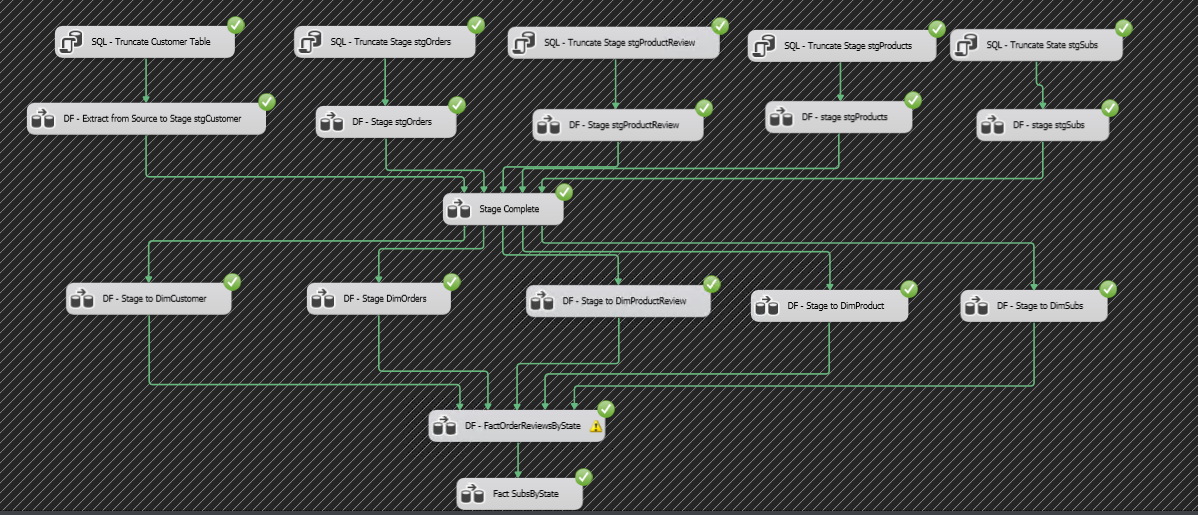 SQL - Truncate Customer Table
SQL - Truncate Stage stgOrders
SQL - Truncate Stage stgProductReview
SQL - Truncate Stage stgProducts
SQL - Truncate State stgSubs
DF - Extract from Source to Stage stgCustomer
DF - Stage stgOrders
DF - Stage stgProductReview
DF - stage stgProducts
DF - stage stgSubs
Stage Complete
DF - Stage to DimCustomer
DF - Stage DimOrders
DF - Stage to DimProductReview
DF - Stage to DimProduct
DF - Stage to DimSubs
DF - FactOrderReviewsByState
Fact SubsByState